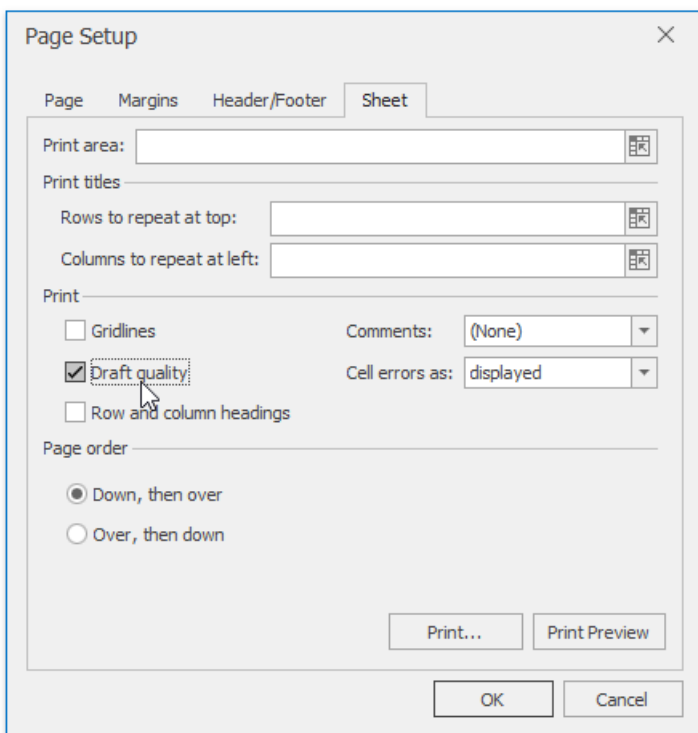 Page Setup
Page Margins Header/Footer Sheet
Print area:
Print titles
Rows to repeat at top:
Columns to repeat at left:
Print
Gridlines Comments: (None)
Draft quality Cell errors as: displayed
Row and column headings
Page order
Down, then over
Over, then down
Print... Print Preview
OK Cancel